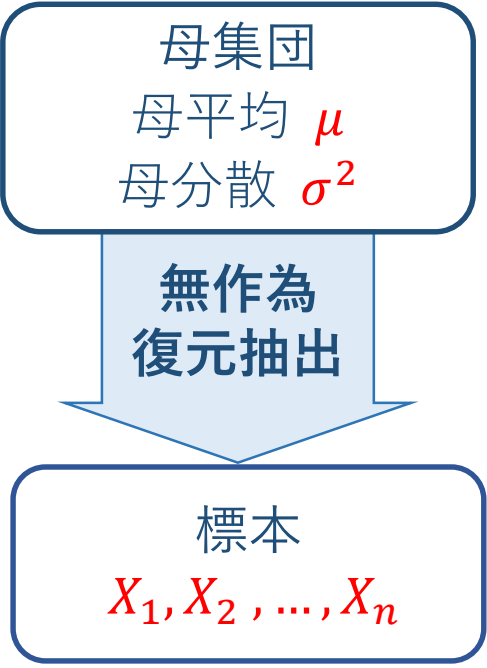 母集団
母平均 μ
母分散 σ²
無作為
復元抽出
標本
X₁, X₂ , … , Xₙ